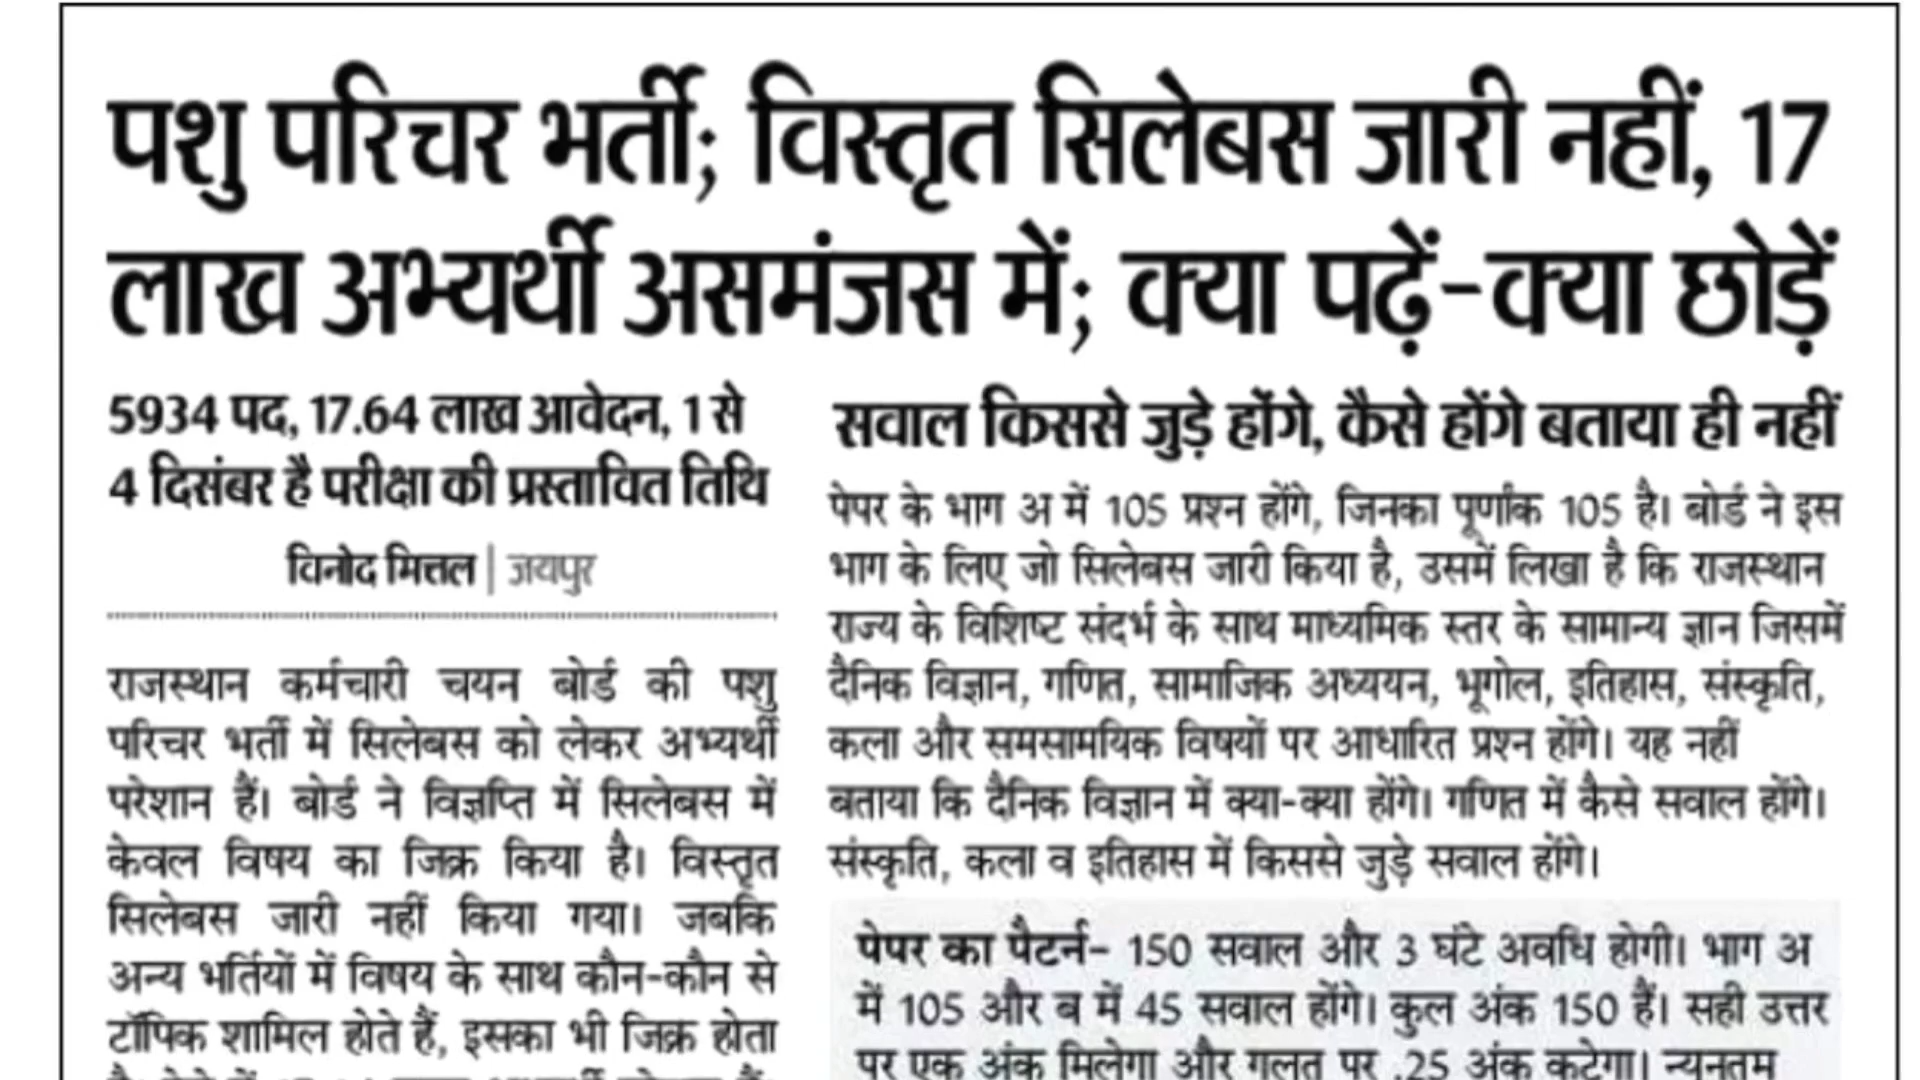 पशु परिचर भर्ती; विस्तृत सिलेबस जारी नहीं, 17
लाख अभ्यर्थी असमंजस में; क्या पढ़ें-क्या छोड़ें
5934 पद, 17.64 लाख आवेदन, 1 से
4 दिसंबर है परीक्षा की प्रस्तावित तिथि
विनोद मित्तल | जयपुर
राजस्थान कर्मचारी चयन बोर्ड की पशु
परिचर भर्ती में सिलेबस को लेकर अभ्यर्थी
परेशान हैं। बोर्ड ने विज्ञप्ति में सिलेबस में
केवल विषय का जिक्र किया है। विस्तृत
सिलेबस जारी नहीं किया गया। जबकि
अन्य भर्तियों में विषय के साथ कौन-कौन से
टॉपिक शामिल होते हैं, इसका भी जिक्र होता
सवाल किससे जुड़े होंगे, कैसे होंगे बताया ही नहीं
पेपर के भाग अ में 105 प्रश्न होंगे, जिनका पूर्णांक 105 है। बोर्ड ने इस
भाग के लिए जो सिलेबस जारी किया है, उसमें लिखा है कि राजस्थान
राज्य के विशिष्ट संदर्भ के साथ माध्यमिक स्तर के सामान्य ज्ञान जिसमें
दैनिक विज्ञान, गणित, सामाजिक अध्ययन, भूगोल, इतिहास, संस्कृति,
कला और समसामयिक विषयों पर आधारित प्रश्न होंगे। यह नहीं
बताया कि दैनिक विज्ञान में क्या-क्या होंगे। गणित में कैसे सवाल होंगे।
संस्कृति, कला व इतिहास में किससे जुड़े सवाल होंगे।
पेपर का पैटर्न- 150 सवाल और 3 घंटे अवधि होगी। भाग अ
में 105 और ब में 45 सवाल होंगे। कुल अंक 150 हैं। सही उत्तर
पर एक अंक मिलेगा और गलत पर .25 अंक कटेगा। न्यूनतम